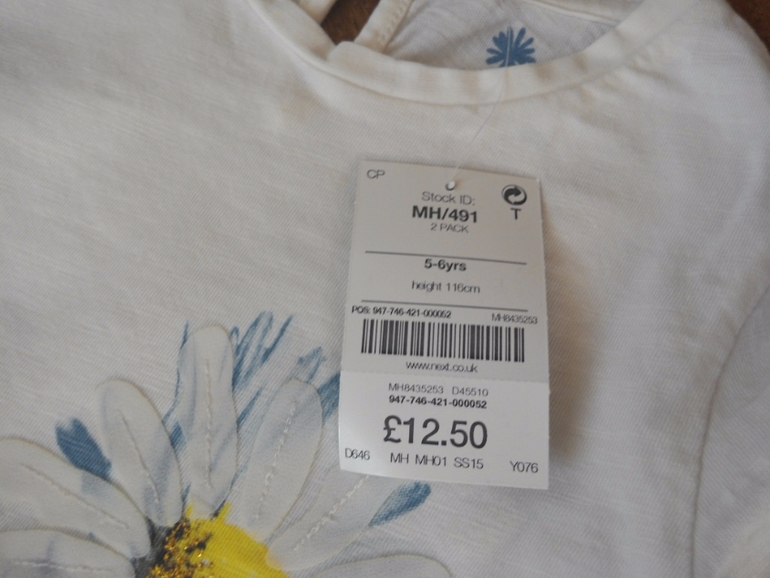 CP
Stock ID:
T
MH/491
2 PACK
5-6yrs
height 116cm
PO#: 947-746-421-000052 MH8435253
www.next.co.uk
MH8435253 D45510
947-746-421-000052
£12.50
D646 MH MH01 SS15 Y076